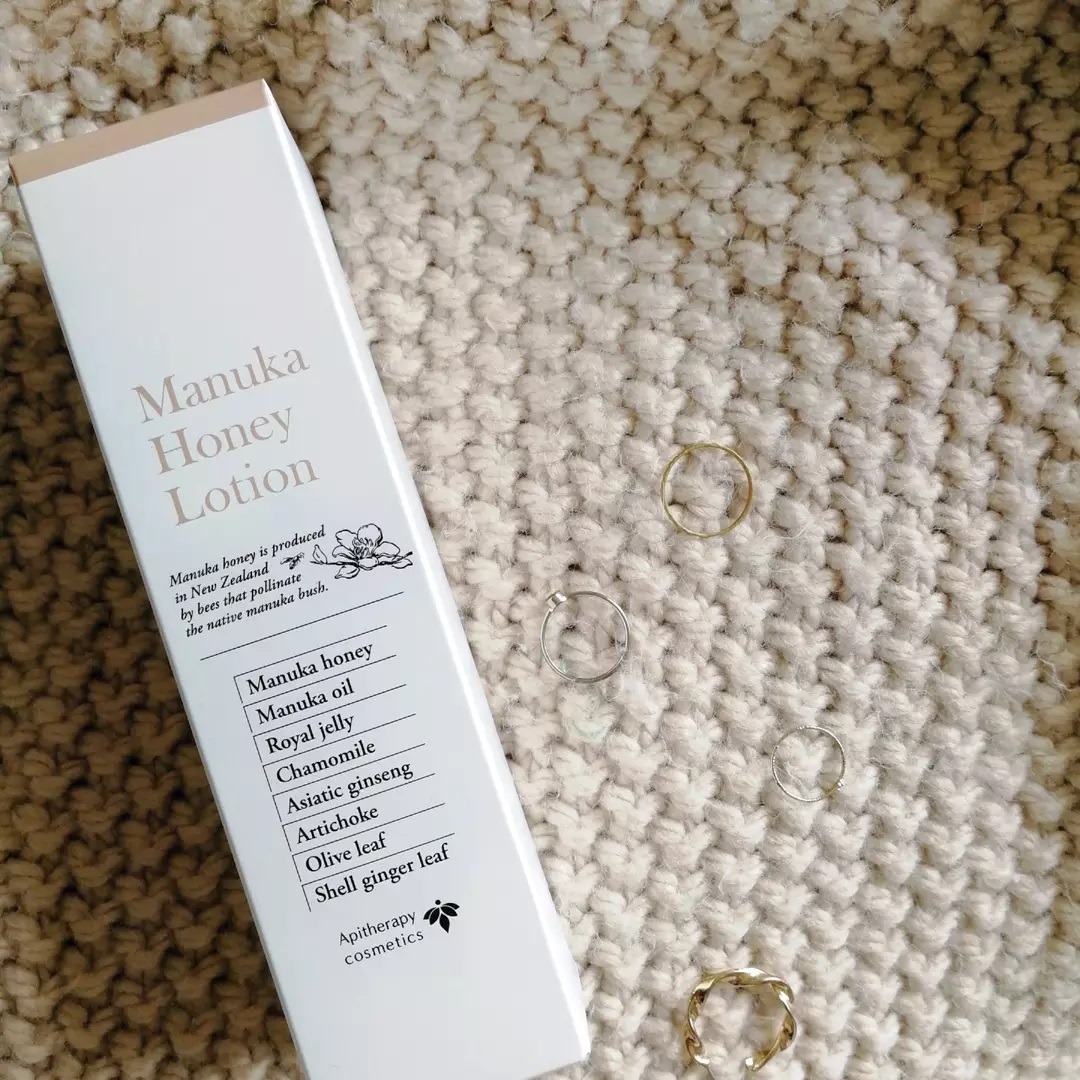 Manuka
Honey
Lotion
Manuka honey is produced
in New Zealand
by bees that pollinate
the native manuka bush.
Manuka honey
Manuka oil
Royal jelly
Chamomile
Asiatic ginseng
Artichoke
Olive leaf
Shell ginger leaf
Apitherapy
cosmetics